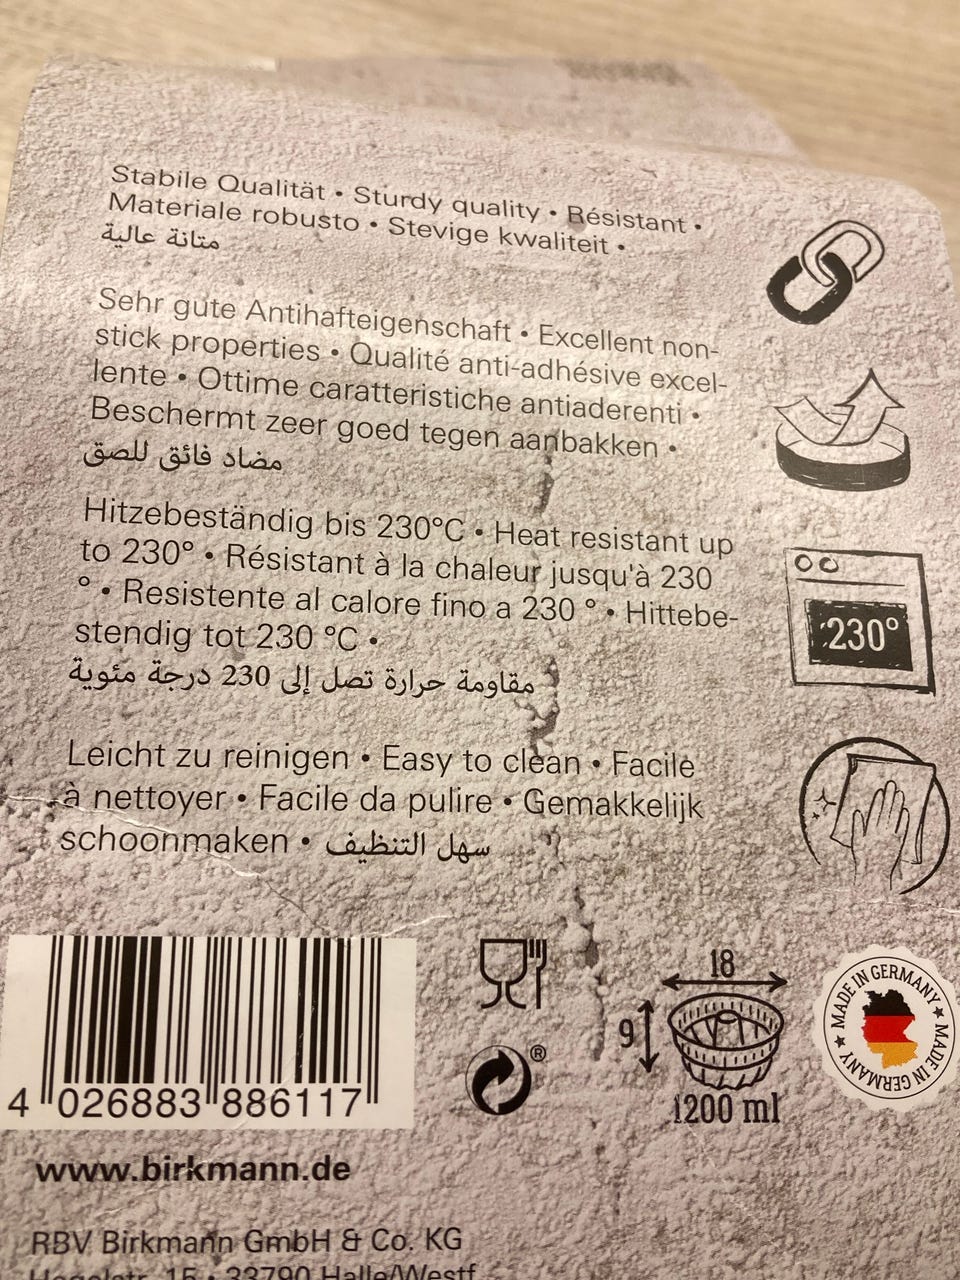 Stabile Qualität • Sturdy quality • Résistant •
Materiale robusto • Stevige kwaliteit •
متانة عالية
Sehr gute Antihafteigenschaft • Excellent non-
stick properties • Qualité anti-adhésive excel-
lente • Ottime caratteristiche antiaderenti •
Beschermt zeer goed tegen aanbakken •
مضاد فائق للصق
Hitzebeständig bis 230°C • Heat resistant up
to 230° • Résistant à la chaleur jusqu'à 230
° • Resistente al calore fino a 230 ° • Hittebe-
stendig tot 230 °C •
مقاومة حرارة تصل إلى 230 درجة مئوية
230°
Leicht zu reinigen • Easy to clean • Facile
à nettoyer • Facile da pulire • Gemakkelijk
schoonmaken • سهل التنظيف
4 026883 886117
®
18
9
1200 ml
MADE IN GERMANY ★ MADE IN GERMANY ★
www.birkmann.de
RBV Birkmann GmbH & Co. KG
Hegelstr. 15 • 33790 Halle/Westf